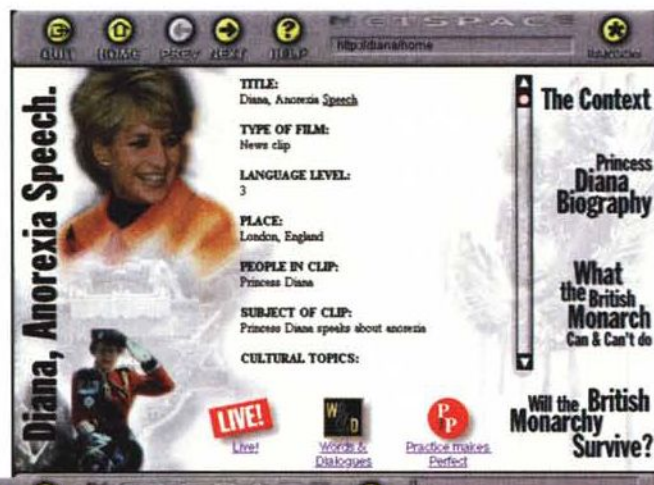 QUIT
HOME
PREV
NEXT
HELP
NETSPACE
http://diana/home
Diana, Anorexia Speech.
TITLE:
Diana, Anorexia Speech
TYPE OF FILM:
News clip
LANGUAGE LEVEL:
3
PLACE:
London, England
PEOPLE IN CLIP:
Princess Diana
SUBJECT OF CLIP:
Princess Diana speaks about anorexia
CULTURAL TOPICS:
The Context
Princess
Diana
Biography
What
the British
Monarch
Can & Can't do
Will the British
Monarchy
Survive?
LIVE!
Live!
W&D
Words &
Dialogues
PP
Practice makes
Perfect